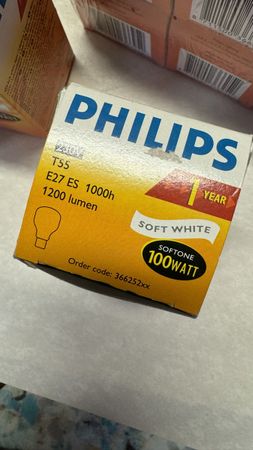 PHILIPS
240V
T55
E27 ES 1000h
1200 lumen
1 YEAR
SOFT WHITE
SOFTONE
100WATT
Order code: 366252xx